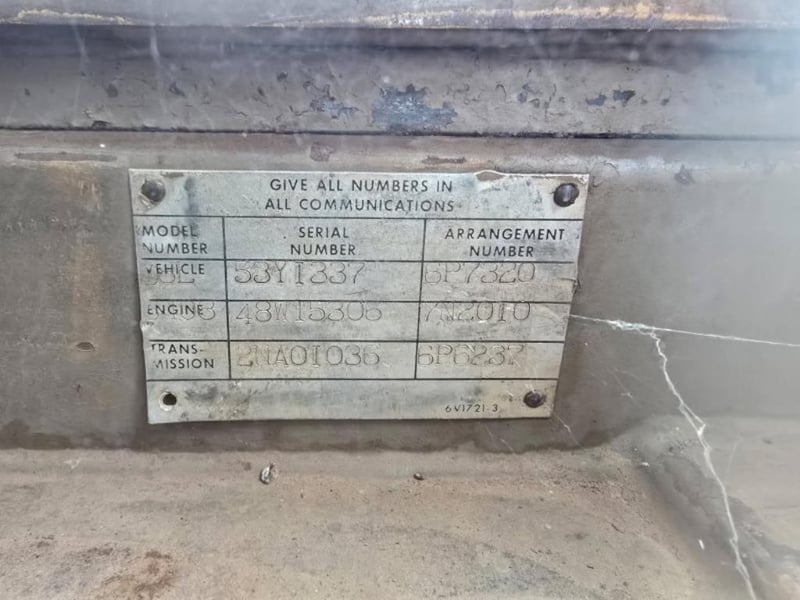 GIVE ALL NUMBERS IN
ALL COMMUNICATIONS
MODEL NUMBER SERIAL NUMBER ARRANGEMENT NUMBER
VEHICLE 53Y1337 6P7320
ENGINE 48W15306 7N2010
TRANS-MISSION 2NA01036 6P6237
6V1721-3